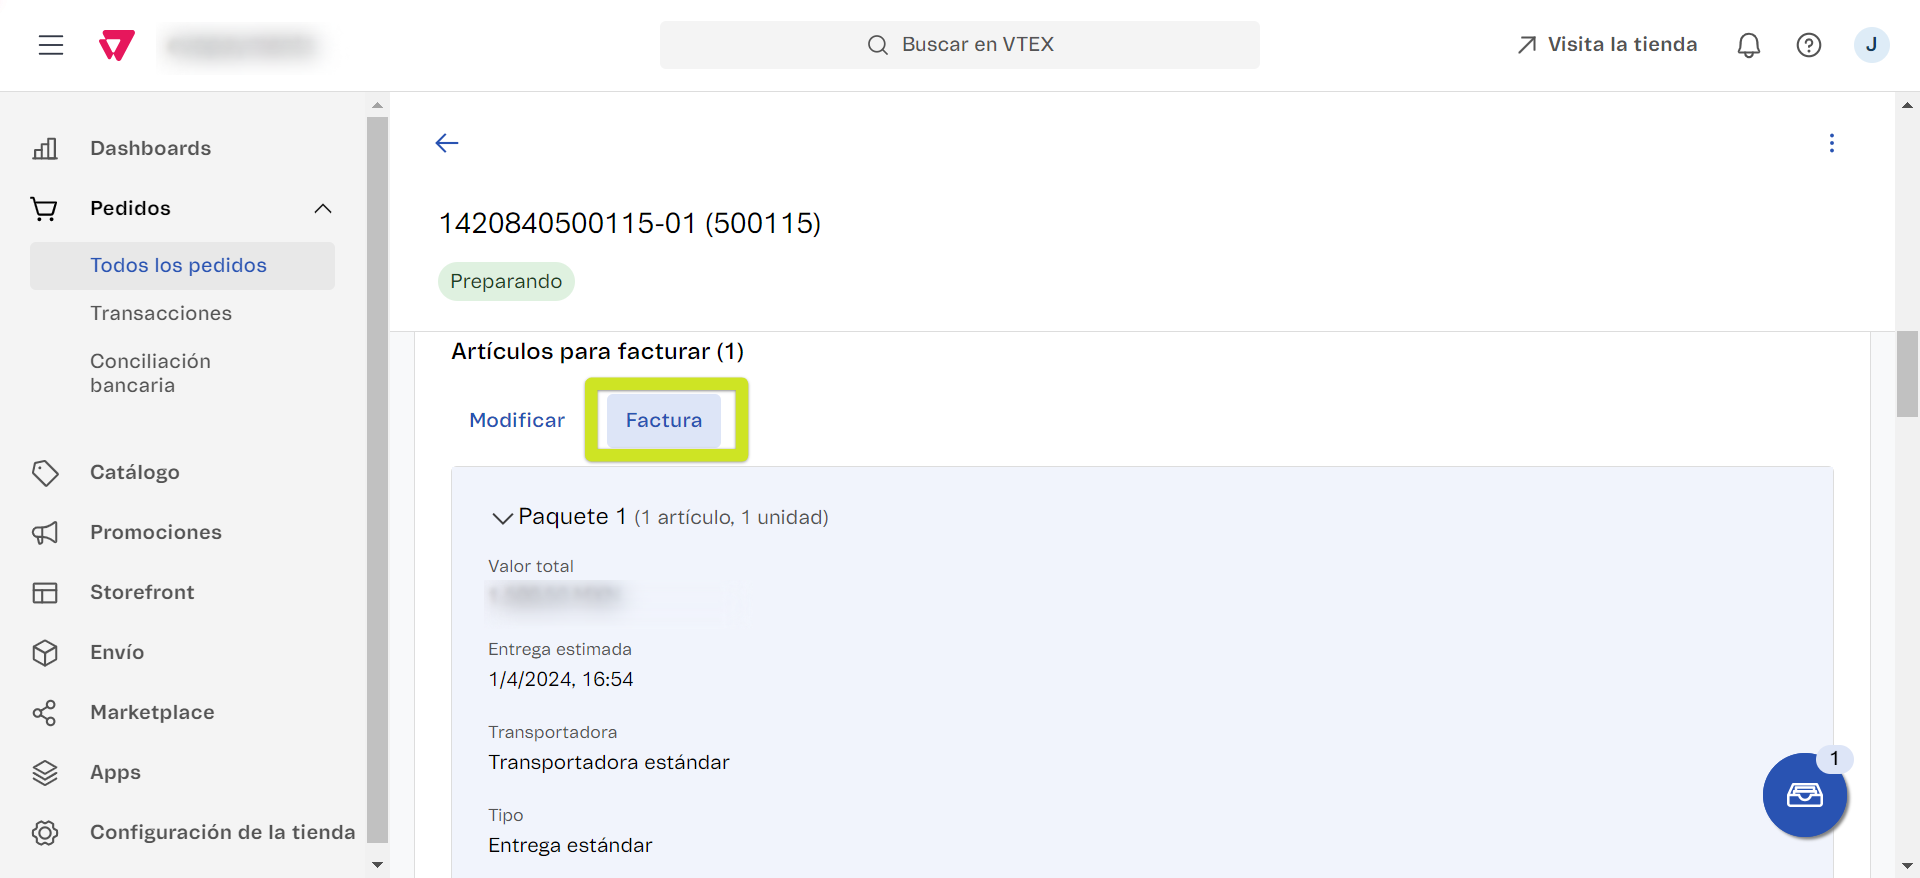 Buscar en VTEX
Visita la tienda
J
Dashboards
Pedidos
Todos los pedidos
Transacciones
Conciliación
bancaria
Catálogo
Promociones
Storefront
Envío
Marketplace
Apps
Configuración de la tienda
1420840500115-01 (500115)
Preparando
Artículos para facturar (1)
Modificar
Factura
Paquete 1 (1 artículo, 1 unidad)
Valor total
Entrega estimada
1/4/2024, 16:54
Transportadora
Transportadora estándar
Tipo
Entrega estándar
1